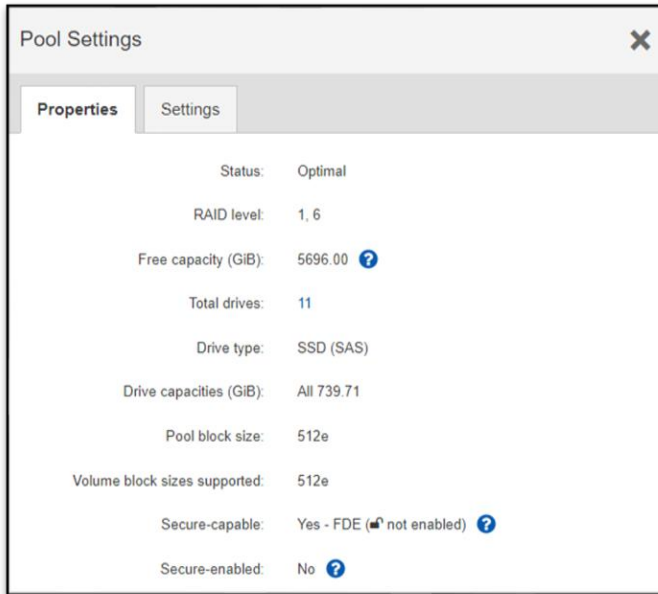 Pool Settings
Properties Settings
Status: Optimal
RAID level: 1, 6
Free capacity (GiB): 5696.00 ?
Total drives: 11
Drive type: SSD (SAS)
Drive capacities (GiB): All 739.71
Pool block size: 512e
Volume block sizes supported: 512e
Secure-capable: Yes - FDE ( not enabled) ?
Secure-enabled: No ?